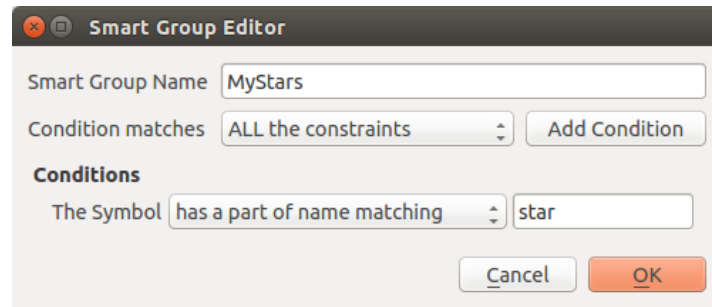 Smart Group Editor
Smart Group Name MyStars
Condition matches ALL the constraints Add Condition
Conditions
The Symbol has a part of name matching star
Cancel OK